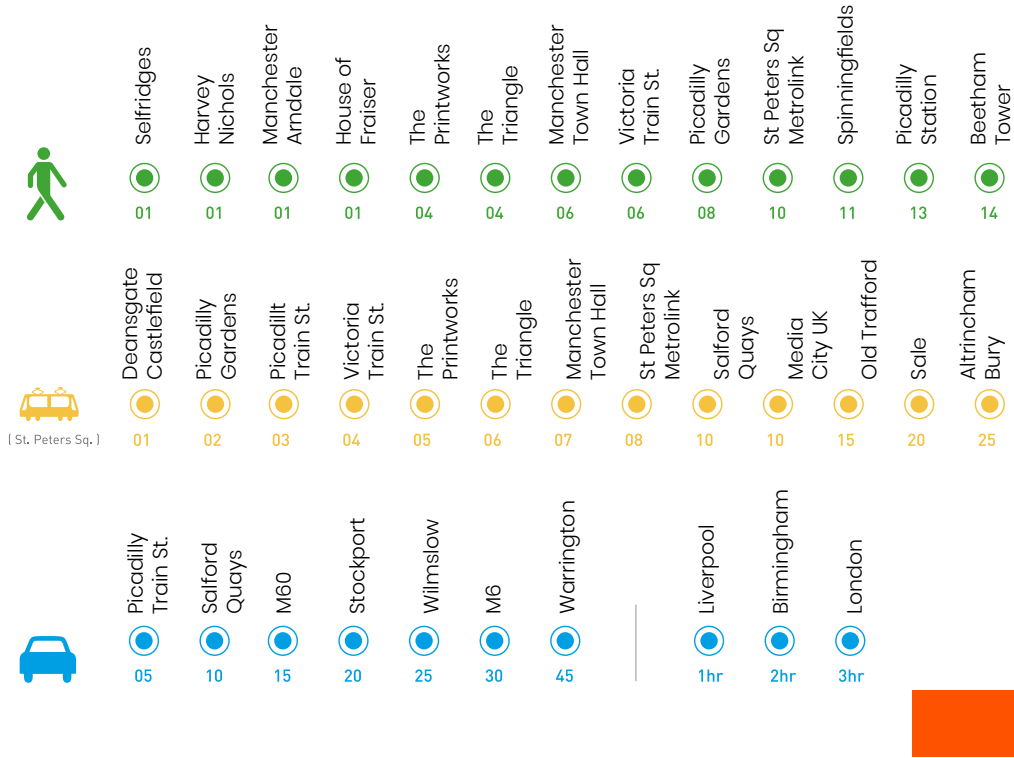 Selfridges
Harvey
Nichols
Manchester
Arndale
House of
Fraiser
The
Printworks
The
Triangle
Manchester
Town Hall
Victoria
Train St.
Picadilly
Gardens
St Peters Sq
Metrolink
Spinningfields
Picadilly
Station
Beetham
Tower
01 01 01 01 04 04 06 06 08 10 11 13 14
Deansgate
Castlefield
Picadilly
Gardens
Picadillt
Train St.
Victoria
Train St.
The
Printworks
The
Triangle
Manchester
Town Hall
St Peters Sq
Metrolink
Salford
Quays
Media
City UK
Old Trafford
Sale
Altrincham
Bury
( St. Peters Sq. )
01 02 03 04 05 06 07 08 10 10 15 20 25
Picadilly
Train St.
Salford
Quays
M60
Stockport
Wilmslow
M6
Warrington
Liverpool
Birmingham
London
05 10 15 20 25 30 45 1hr 2hr 3hr